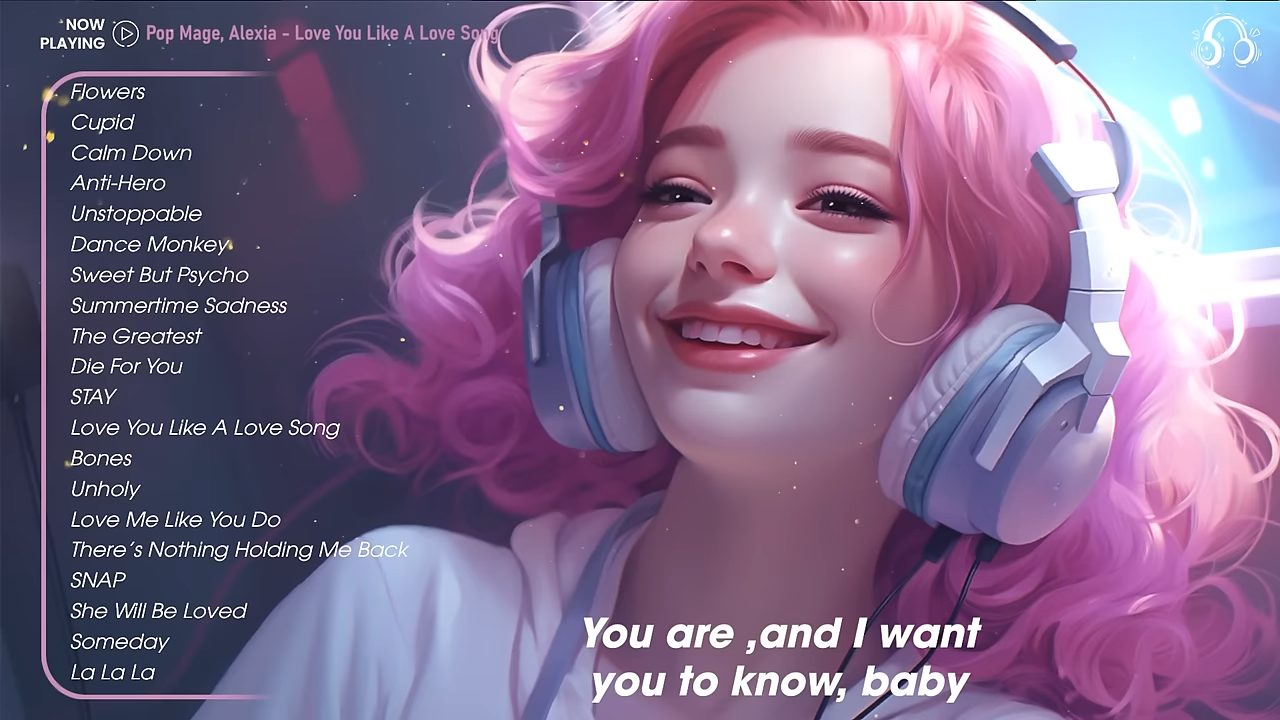 NOW
PLAYING
Pop Mage, Alexia - Love You Like A Love Song
Flowers
Cupid
Calm Down
Anti-Hero
Unstoppable
Dance Monkey
Sweet But Psycho
Summertime Sadness
The Greatest
Die For You
STAY
Love You Like A Love Song
Bones
Unholy
Love Me Like You Do
There's Nothing Holding Me Back
SNAP
She Will Be Loved
Someday
La La La
You are ,and I want
you to know, baby